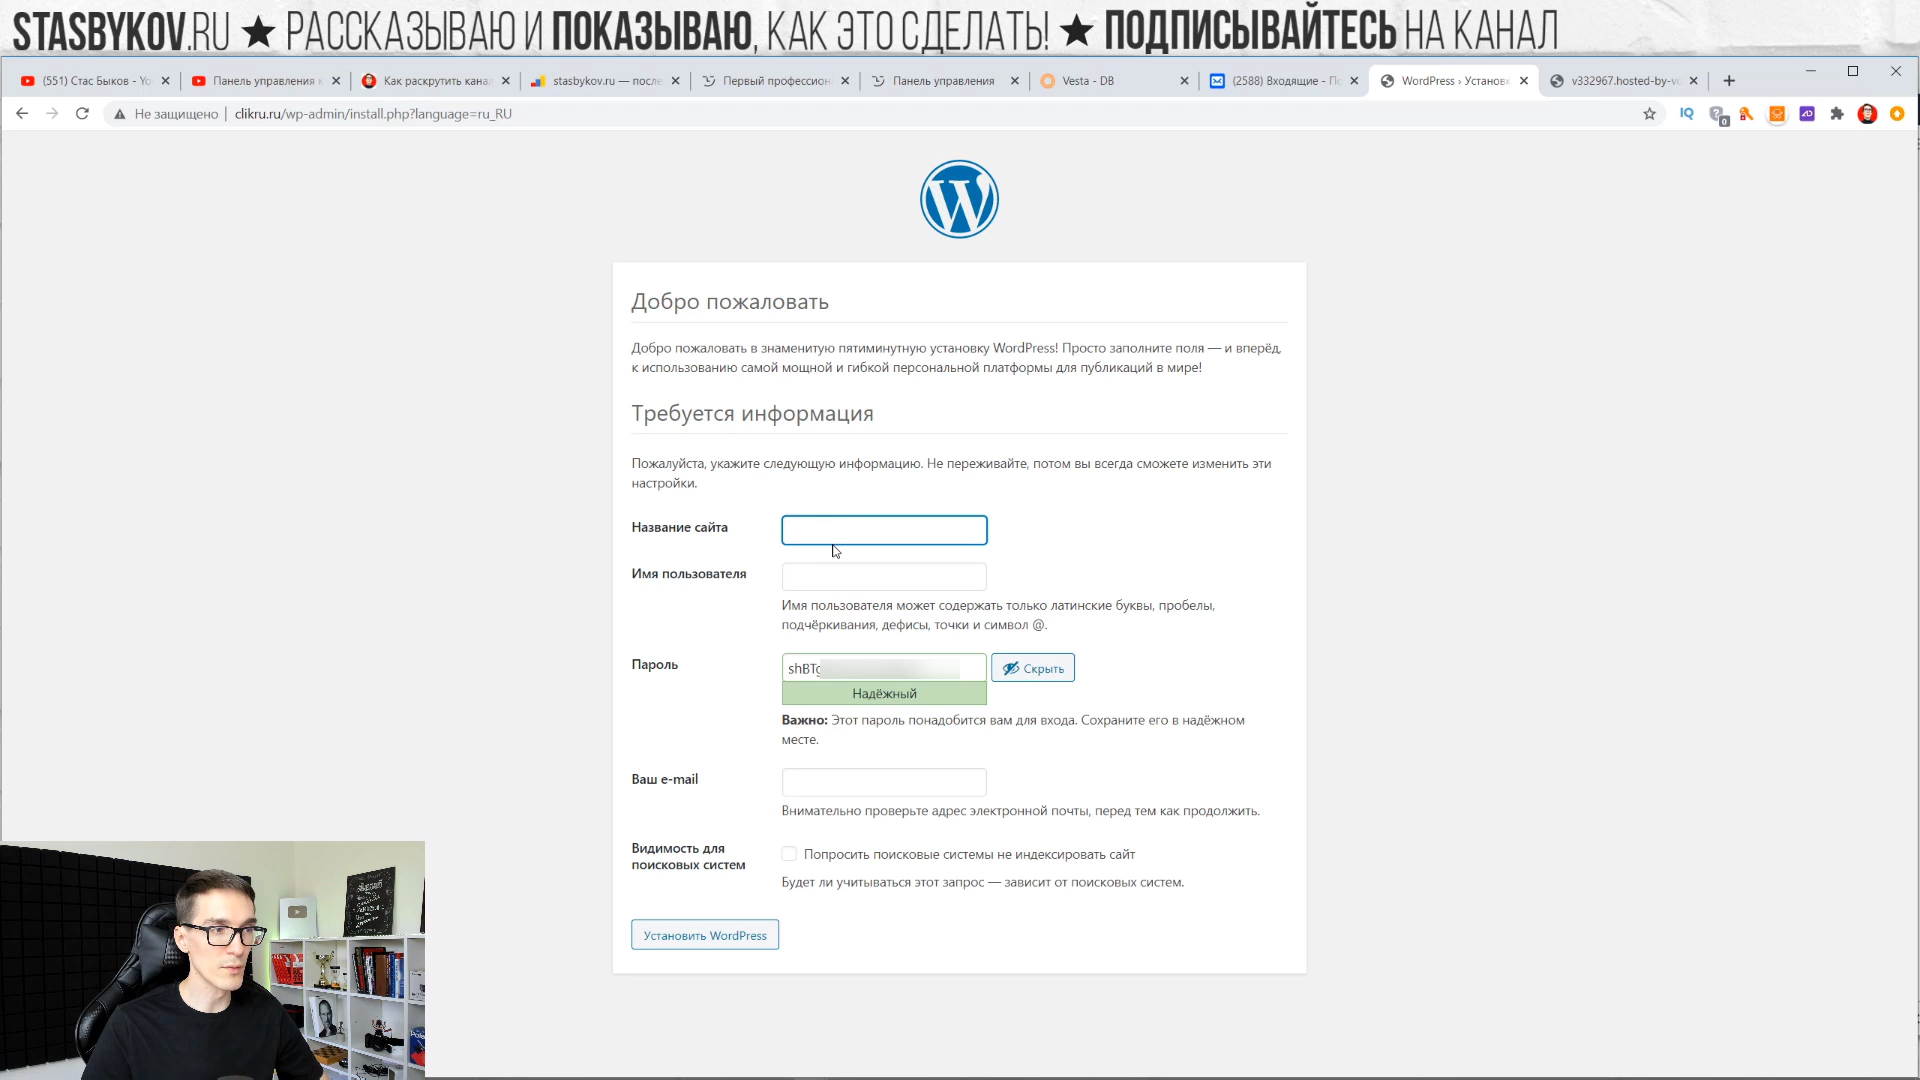 STASBYKOV.RU ★ РАССКАЗЫВАЮ И ПОКАЗЫВАЮ, КАК ЭТО СДЕЛАТЬ! ★ ПОДПИСЫВАЙТЕСЬ НА КАНАЛ
(551) Стас Быков - Yo
Панель управления к
Как раскрутить канал
stasbykov.ru — после
Первый профессион
Панель управления
Vesta - DB
(2588) Входящие - По
WordPress › Установк
v332967.hosted-by-v
Не защищено
clikru.ru/wp-admin/install.php?language=ru_RU
Добро пожаловать
Добро пожаловать в знаменитую пятиминутную установку WordPress! Просто заполните поля — и вперёд,
к использованию самой мощной и гибкой персональной платформы для публикаций в мире!
Требуется информация
Пожалуйста, укажите следующую информацию. Не переживайте, потом вы всегда сможете изменить эти
настройки.
Название сайта
Имя пользователя
Имя пользователя может содержать только латинские буквы, пробелы,
подчёркивания, дефисы, точки и символ @.
Пароль
shBTg
Скрыть
Надёжный
Важно: Этот пароль понадобится вам для входа. Сохраните его в надёжном
месте.
Ваш e-mail
Внимательно проверьте адрес электронной почты, перед тем как продолжить.
Видимость для
поисковых систем
Попросить поисковые системы не индексировать сайт
Будет ли учитываться этот запрос — зависит от поисковых систем.
Установить WordPress